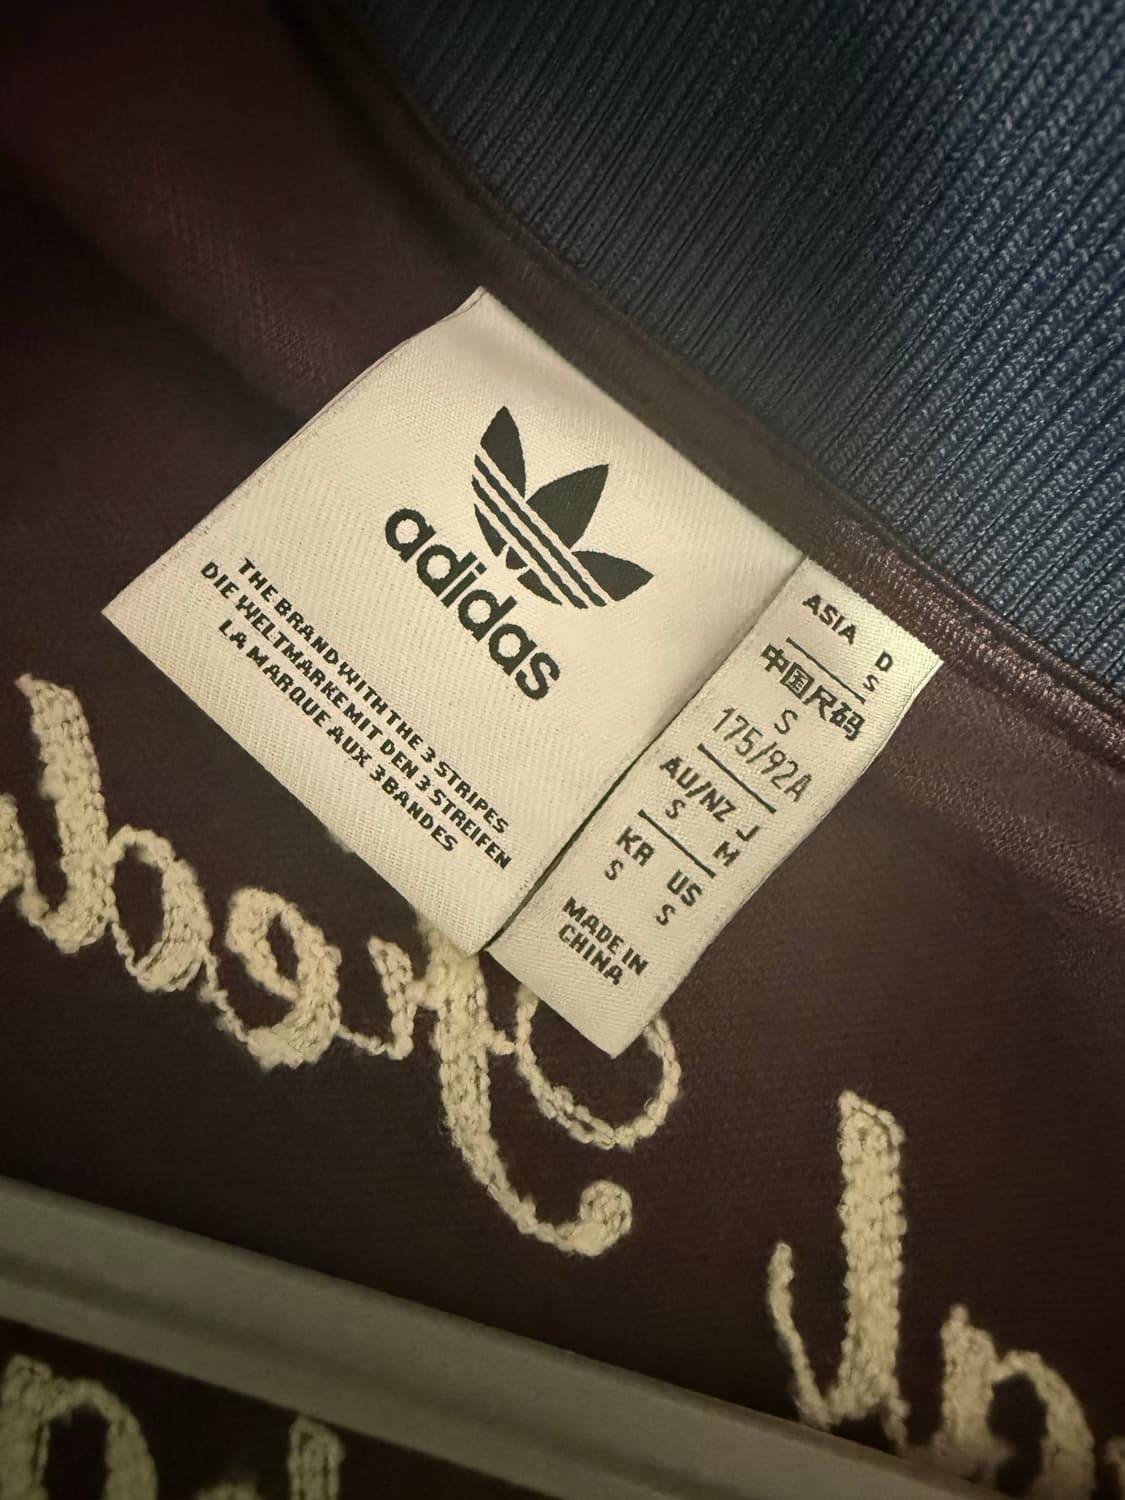 adidas
THE BRAND WITH THE 3 STRIPES
DIE WELTMARKE MIT DEN 3 STREIFEN
LA MARQUE AUX 3 BANDES
ASIA
D
S
中国尺码
S
175/92A
AU/NZ
S
J
M
KR
S
US
S
MADE IN
CHINA